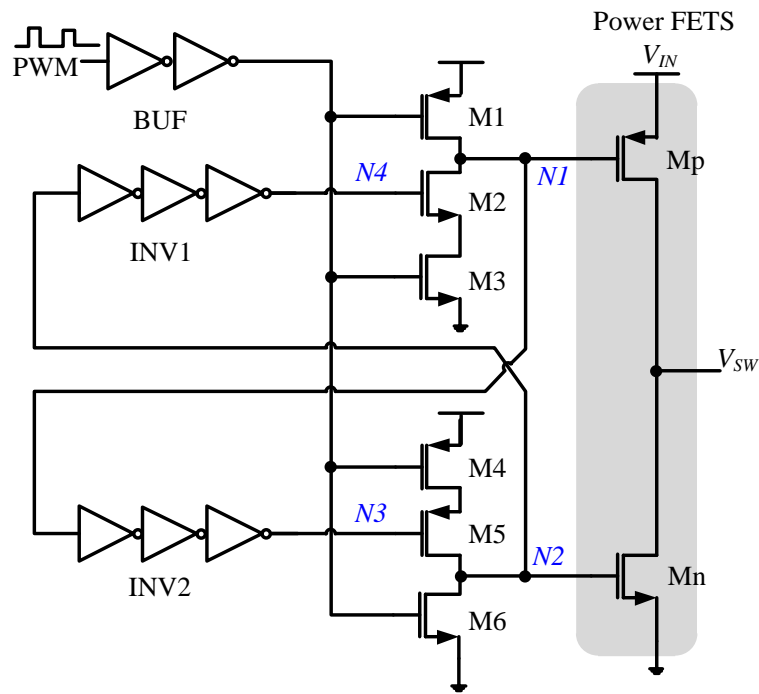 Power FETS
V_IN
PWM
BUF
M1
N4
N1
Mp
M2
INV1
M3
V_SW
M4
N3
M5
N2
Mn
INV2
M6